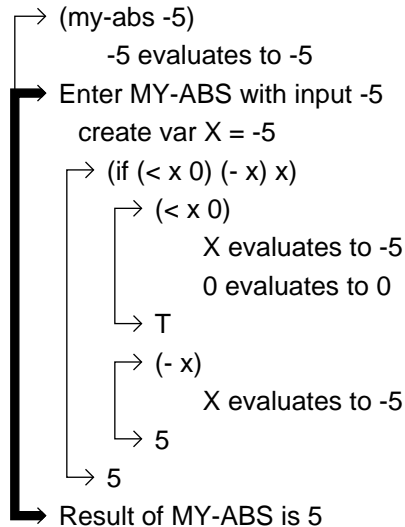 (my-abs -5)
-5 evaluates to -5
Enter MY-ABS with input -5
create var X = -5
(if (< x 0) (- x) x)
(< x 0)
X evaluates to -5
0 evaluates to 0
T
(- x)
X evaluates to -5
5
5
Result of MY-ABS is 5